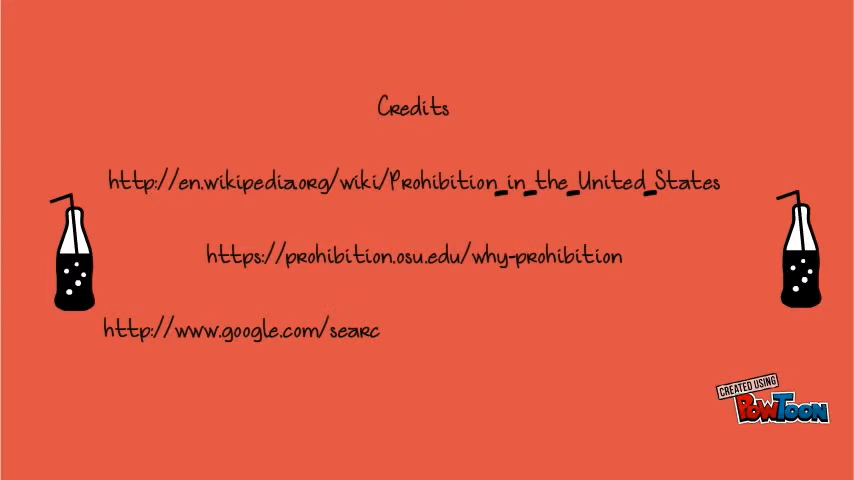 Credits
http://en.wikipedia.org/wiki/Prohibition_in_the_United_States
https://prohibition.osu.edu/why-prohibition
http://www.google.com/searc
CREATED USING
POWTOON